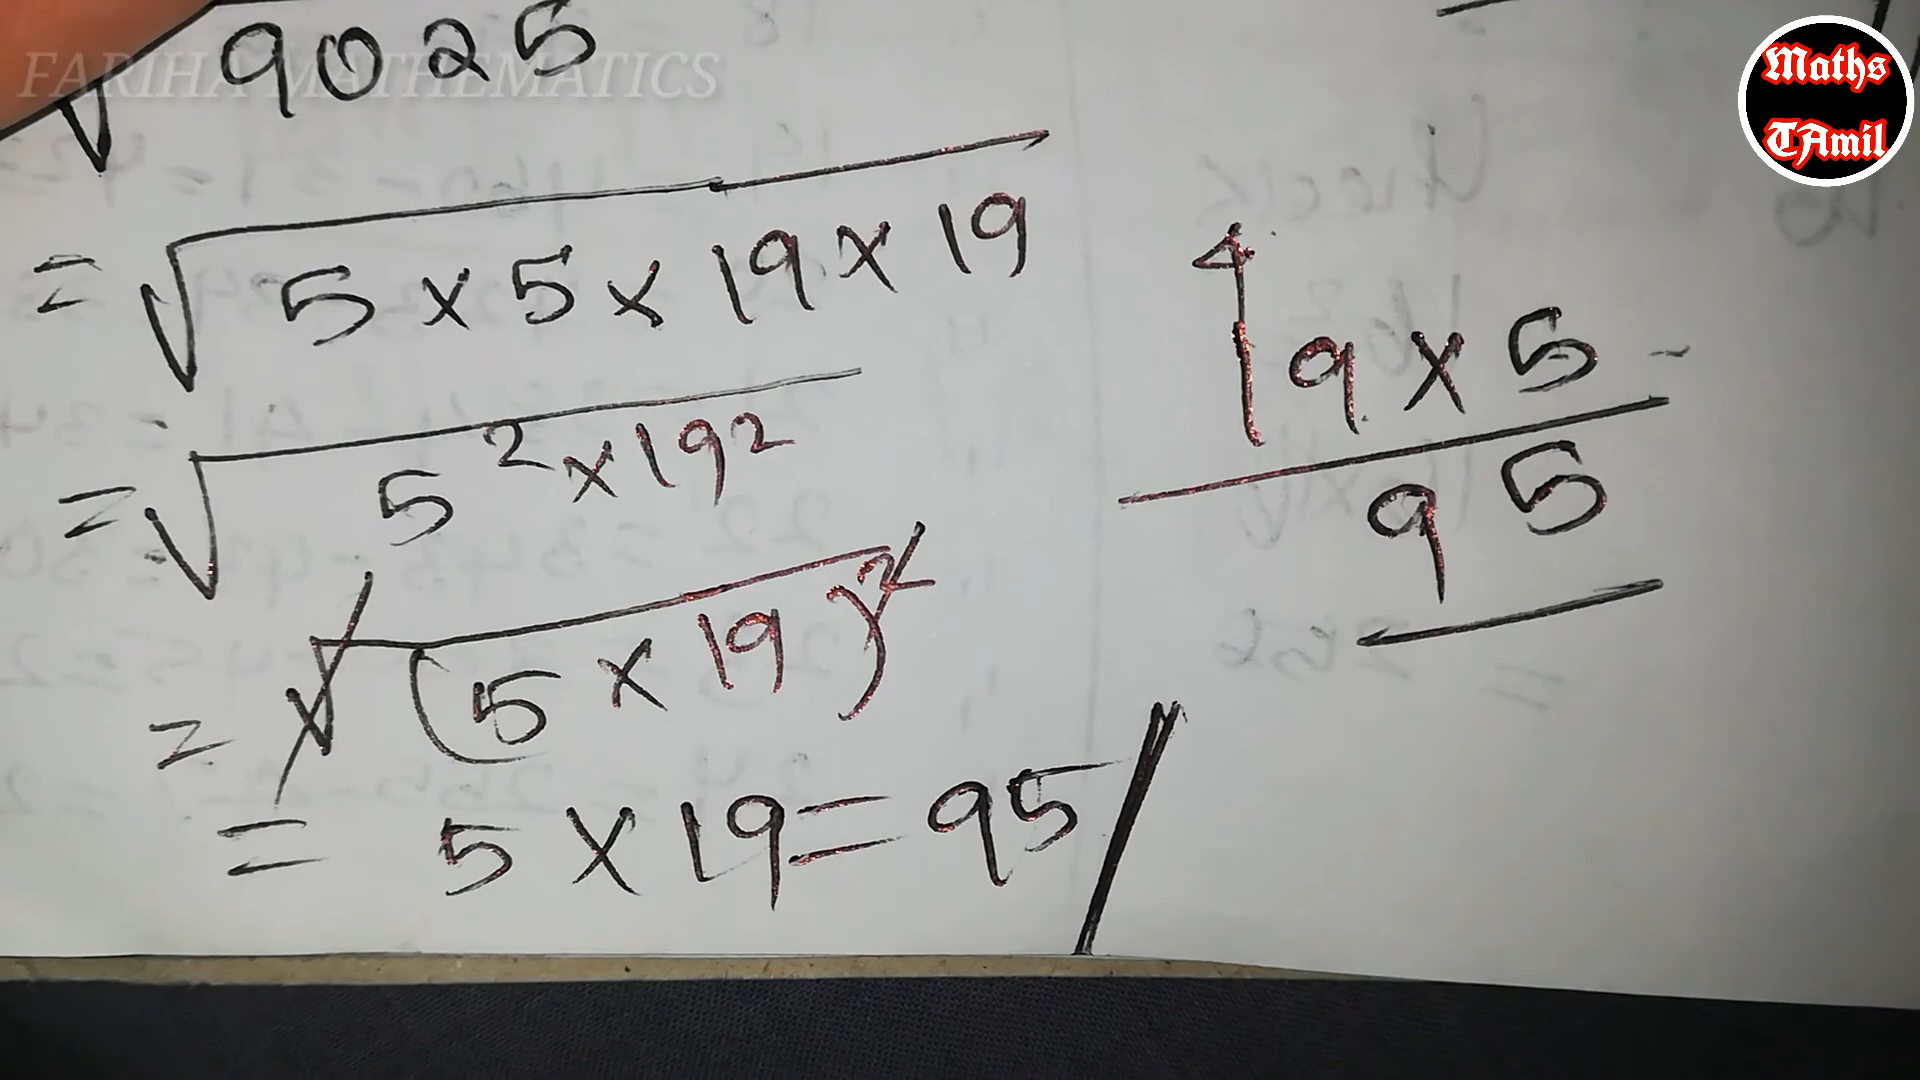 √9025
FARIHA MATHEMATICS
= √5 × 5 × 19 × 19
= √5² × 19²
= √(5 × 19)²
= 5 × 19 = 95
4
19 × 5
95
Maths
TAmil